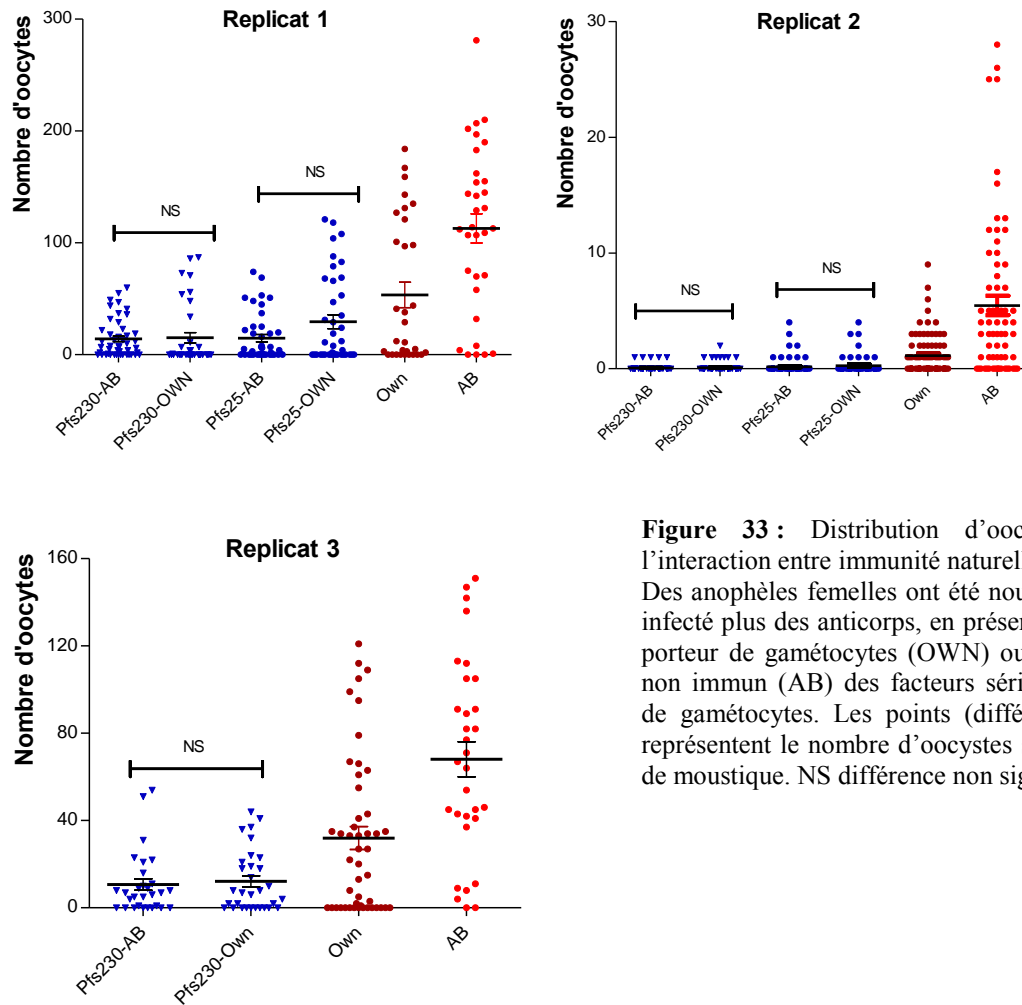 Replicat 1
Nombre d'oocytes
300
200
100
0
NS
NS
Pfs230-AB
Pfs230-OWN
Pfs25-AB
Pfs25-OWN
Own
AB
Replicat 2
Nombre d'oocytes
30
20
10
0
NS
NS
Pfs230-AB
Pfs230-OWN
Pfs25-AB
Pfs25-OWN
Own
AB
Replicat 3
Nombre d'oocytes
160
120
80
40
0
NS
Pfs230-AB
Pfs230-Own
Own
AB
Figure 33 : Distribution d'ooc
l'interaction entre immunité naturell
Des anophèles femelles ont été nou
infecté plus des anticorps, en présen
porteur de gamétocytes (OWN) ou
non immun (AB) des facteurs séri
de gamétocytes. Les points (différ
représentent le nombre d'oocystes
de moustique. NS différence non sig